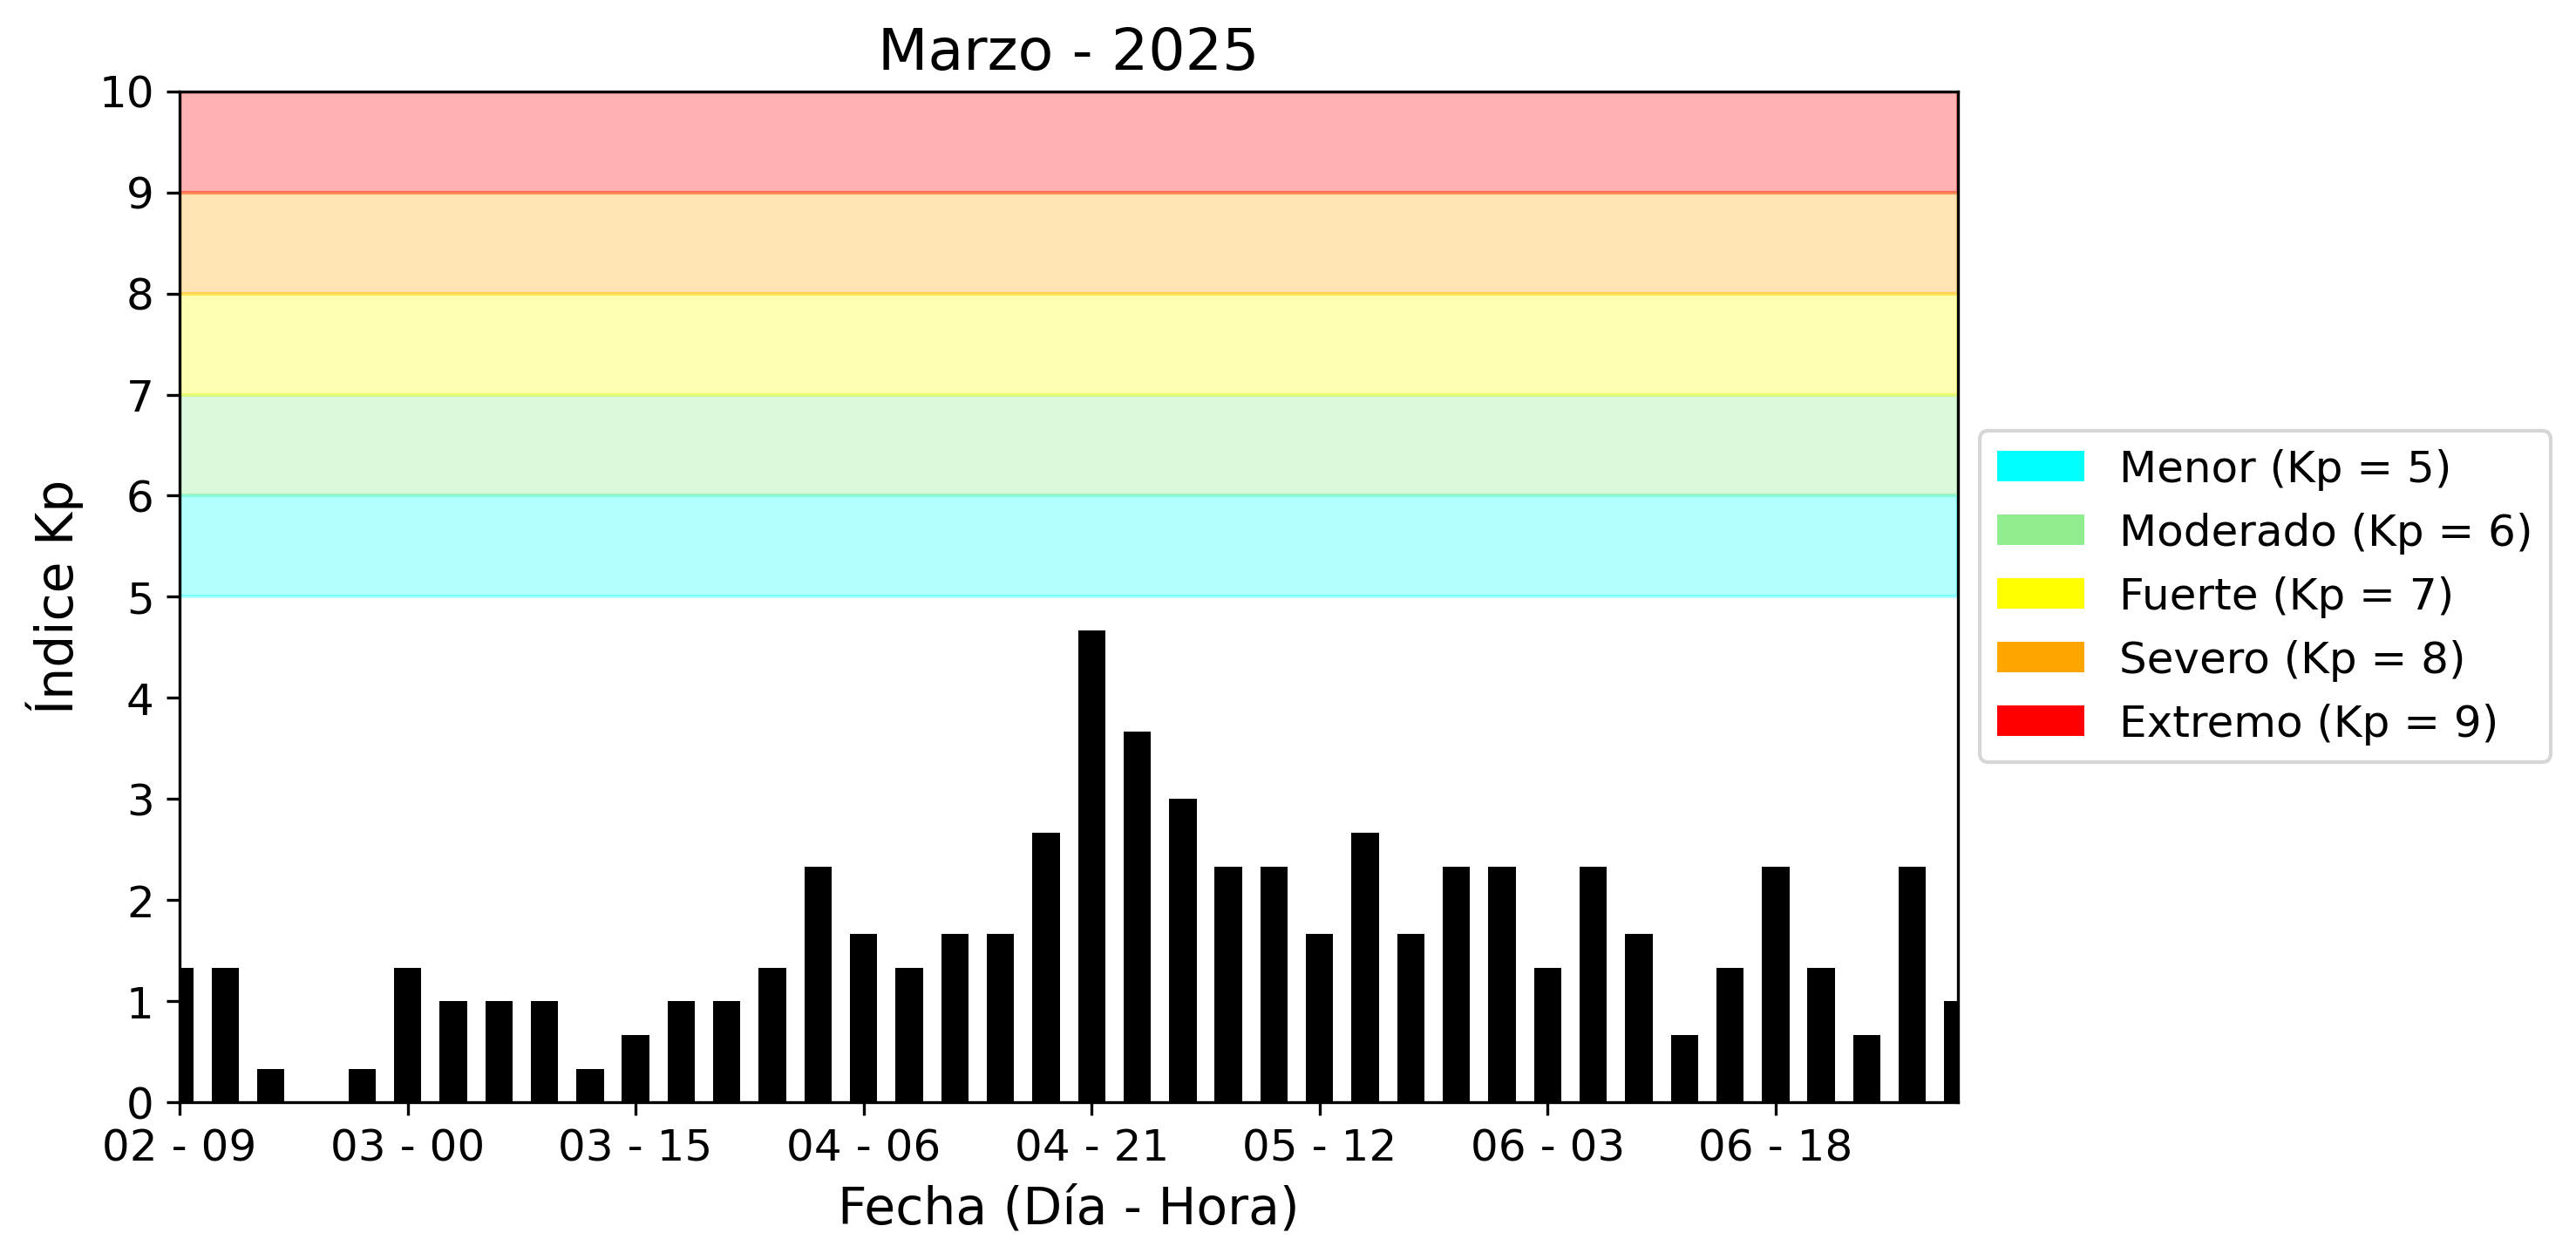 Marzo - 2025
10
9
8
7
6
5
4
3
2
1
0
Índice Kp
02 - 09
03 - 00
03 - 15
04 - 06
04 - 21
05 - 12
06 - 03
06 - 18
Fecha (Día - Hora)
Menor (Kp = 5)
Moderado (Kp = 6)
Fuerte (Kp = 7)
Severo (Kp = 8)
Extremo (Kp = 9)